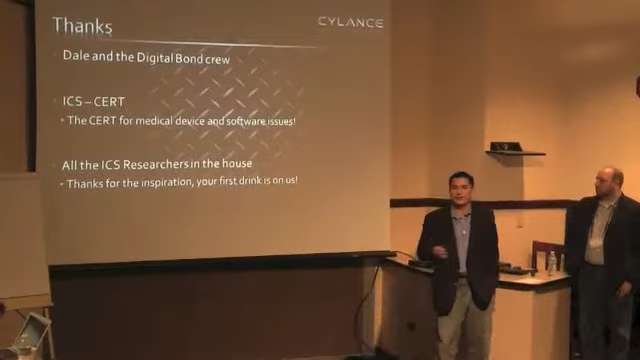 Thanks
CYLANCE
Dale and the Digital Bond crew
ICS – CERT
The CERT for medical device and software issues!
All the ICS Researchers in the house
Thanks for the inspiration, your first drink is on us!